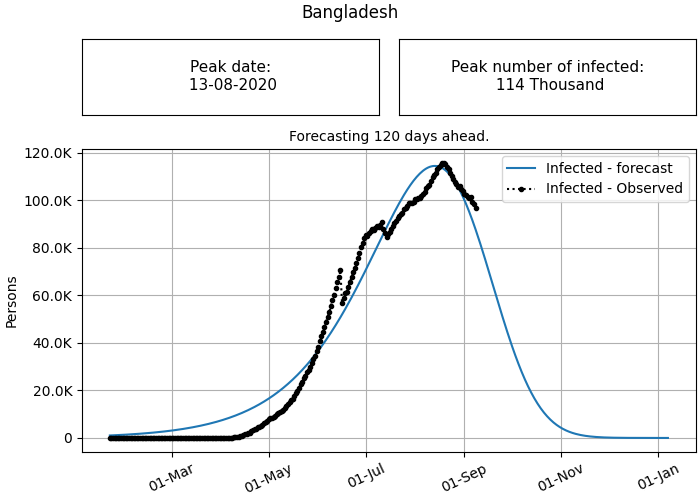 Bangladesh
Peak date:
13-08-2020
Peak number of infected:
114 Thousand
Forecasting 120 days ahead.
Infected - forecast
Infected - Observed
Persons
120.0K
100.0K
80.0K
60.0K
40.0K
20.0K
0
01-Mar
01-May
01-Jul
01-Sep
01-Nov
01-Jan